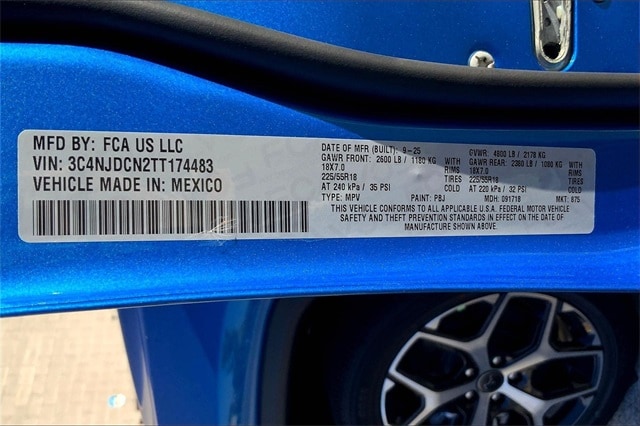 MFD BY: FCA US LLC
VIN: 3C4NJDCN2TT174483
VEHICLE MADE IN: MEXICO
DATE OF MFR (BUILT): 9-25 GVWR: 4800 LB / 2178 KG
GAWR FRONT: 2600 LB / 1180 KG WITH GAWR REAR: 2380 LB / 1080 KG WITH
18X7.0 RIMS 18X7.0 RIMS
225/55R18 TIRES 225/55R18 TIRES
AT 240 kPa / 35 PSI COLD AT 220 kPa / 32 PSI COLD
TYPE: MPV PAINT: PBJ MDH: 091718 MKT: 875
THIS VEHICLE CONFORMS TO ALL APPLICABLE U.S.A. FEDERAL MOTOR VEHICLE
SAFETY AND THEFT PREVENTION STANDARDS IN EFFECT ON THE DATE OF
MANUFACTURE SHOWN ABOVE.